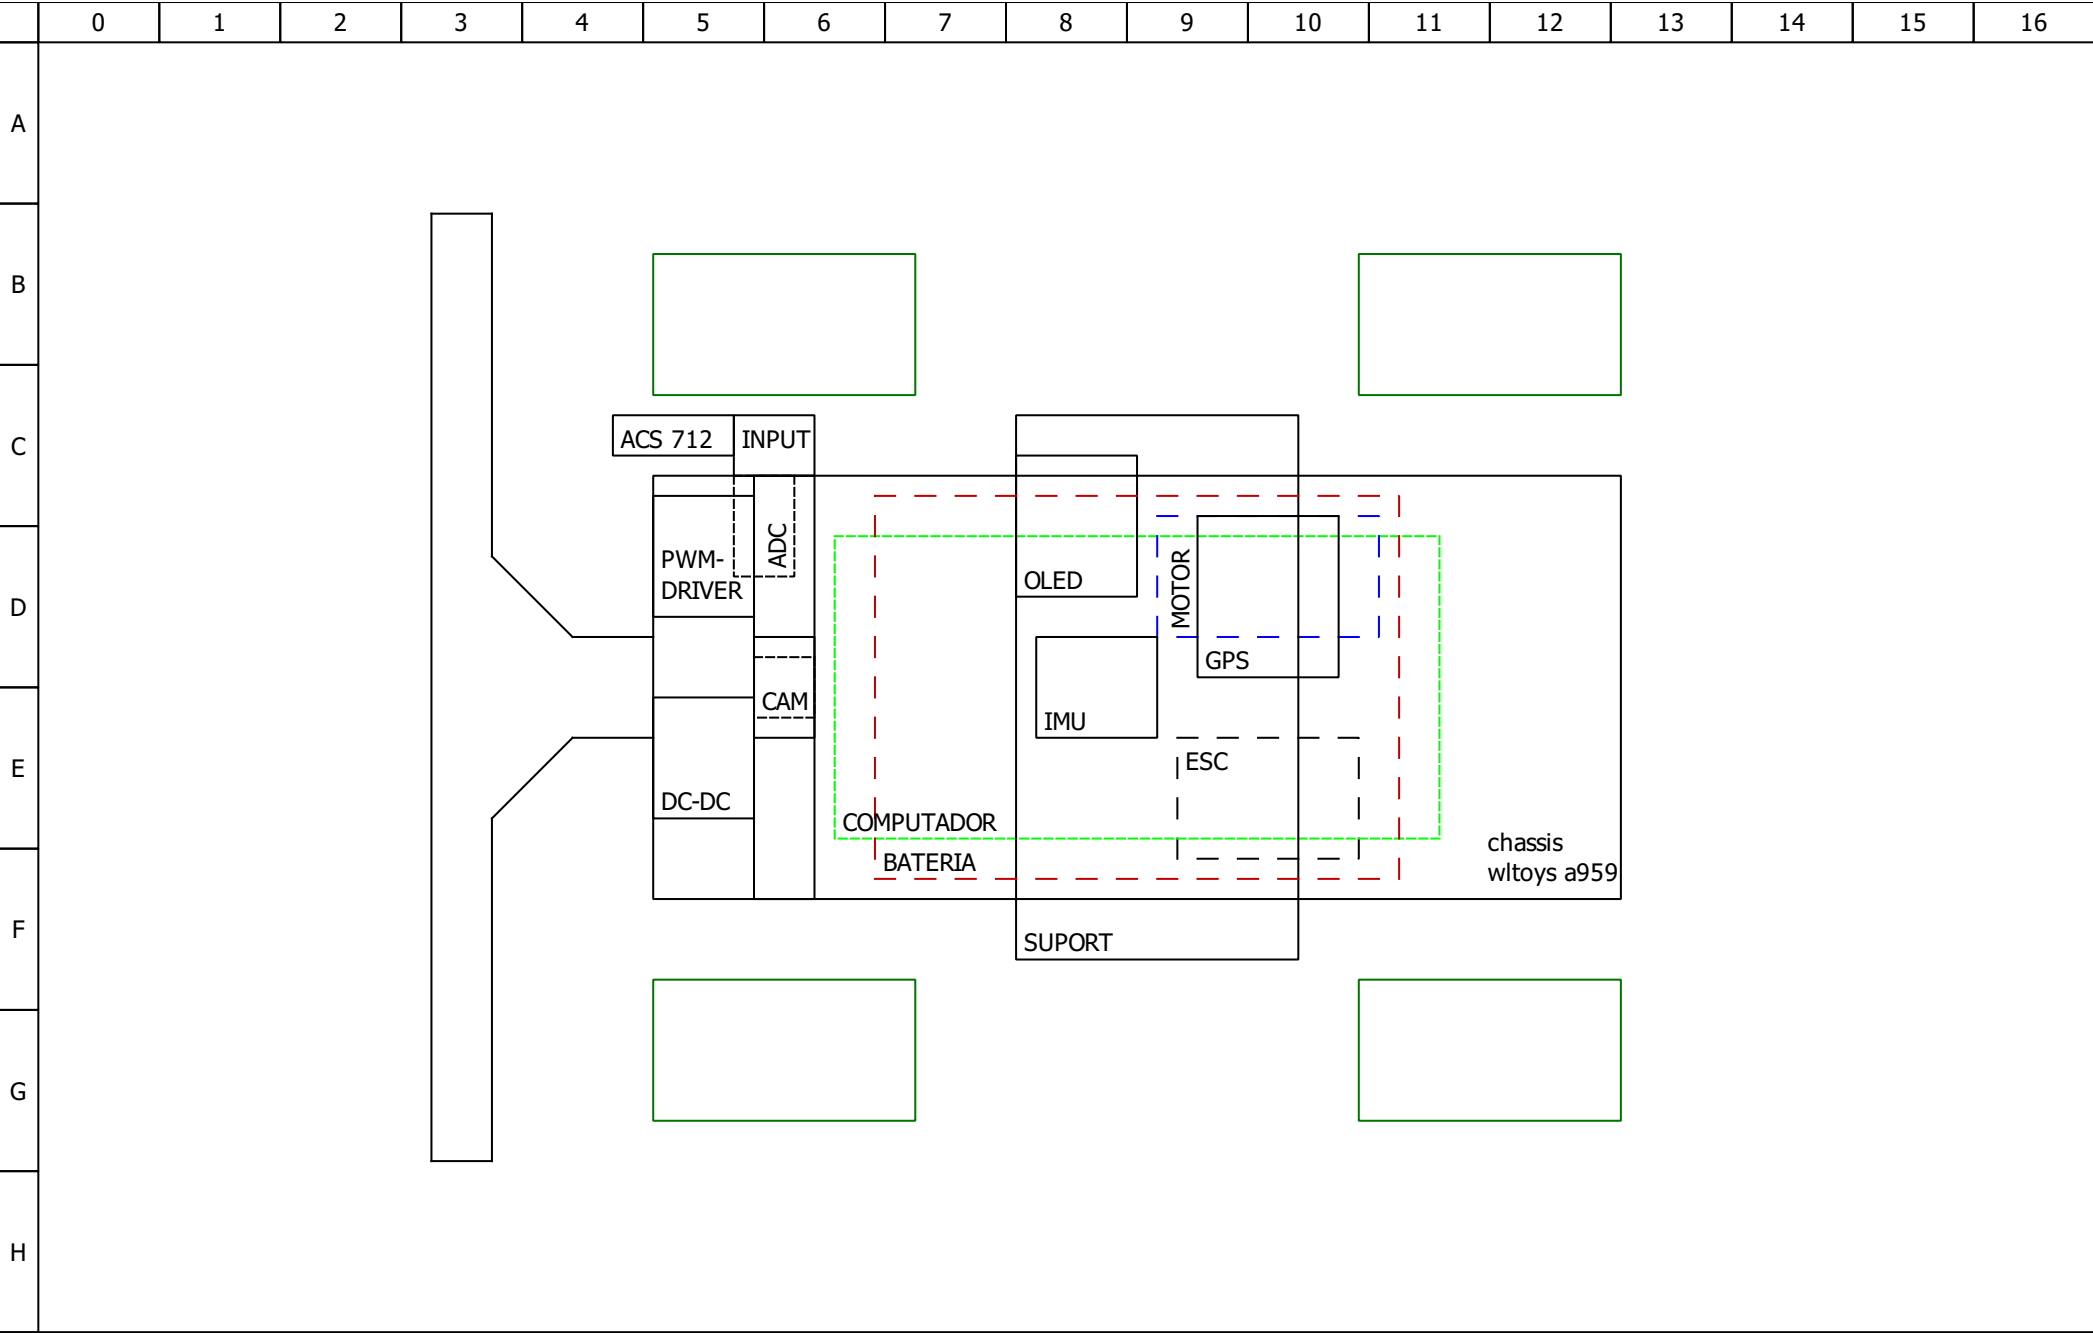 0 1 2 3 4 5 6 7 8 9 10 11 12 13 14 15 16
A
B
C
D
E
F
G
H
ACS 712
INPUT
ADC
PWM-
DRIVER
OLED
MOTOR
GPS
CAM
IMU
ESC
DC-DC
COMPUTADOR
BATERIA
chassis
wltoys a959
SUPORT